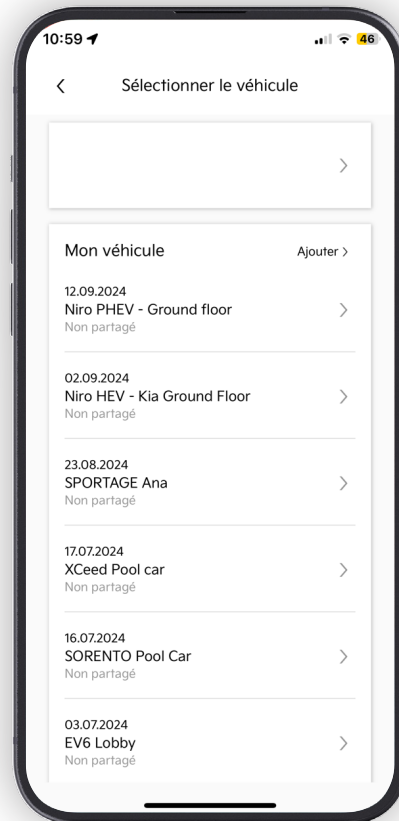 10:59
46
Sélectionner le véhicule
Mon véhicule
Ajouter >
12.09.2024
Niro PHEV - Ground floor
Non partagé
02.09.2024
Niro HEV - Kia Ground Floor
Non partagé
23.08.2024
SPORTAGE Ana
Non partagé
17.07.2024
XCeed Pool car
Non partagé
16.07.2024
SORENTO Pool Car
Non partagé
03.07.2024
EV6 Lobby
Non partagé